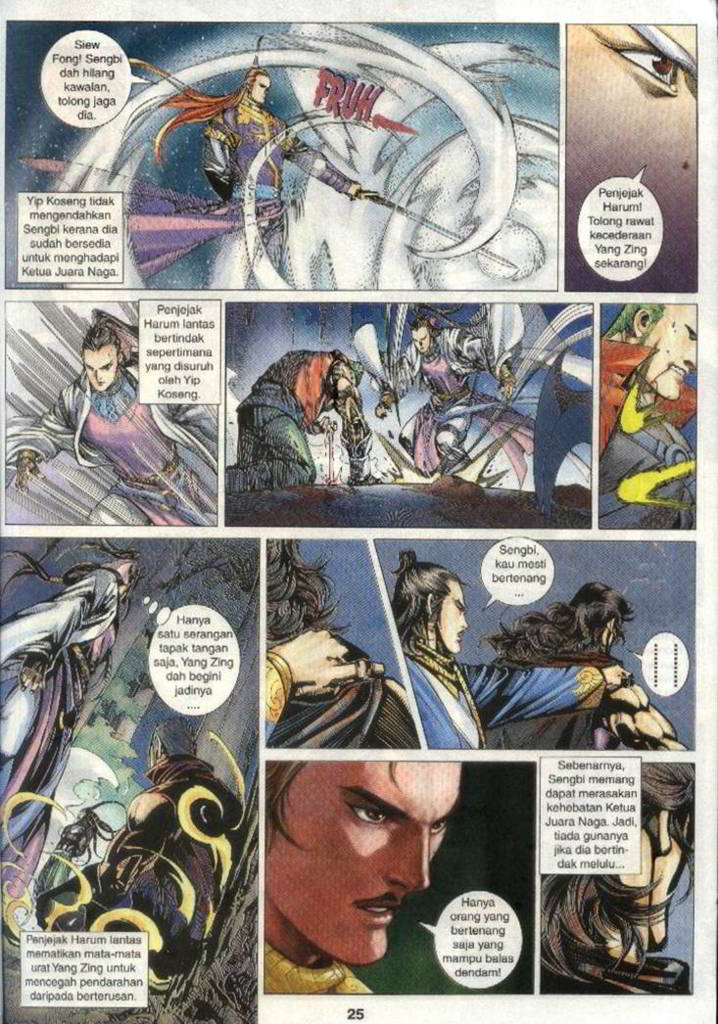 Siew
Fong! Sengbi
dah hilang
kawalan,
tolong jaga
dia.
FRUH
Yip Koseng tidak
mengendahkan
Sengbi kerana dia
sudah bersedia
untuk menghadapi
Ketua Juara Naga.
Penjejak
Harum!
Tolong rawat
kecederaan
Yang Zing
sekarang!
Penjejak
Harum lantas
bertindak
sepertimana
yang disuruh
oleh Yip
Koseng.
Hanya
satu serangan
tapak tangan
saja, Yang Zing
dah begini
jadinya
....
Penjejak Harum lantas
mematikan mata-mata
urat Yang Zing untuk
mencegah pendarahan
daripada berterusan.
Sengbi,
kau mesti
bertenang
...
Hanya
orang yang
bertenang
saja yang
mampu balas
dendam!
Sebenarnya,
Sengbi memang
dapat merasakan
kehebatan Ketua
Juara Naga. Jadi,
tiada gunanya
jika dia bertin-
dak melulu...
25